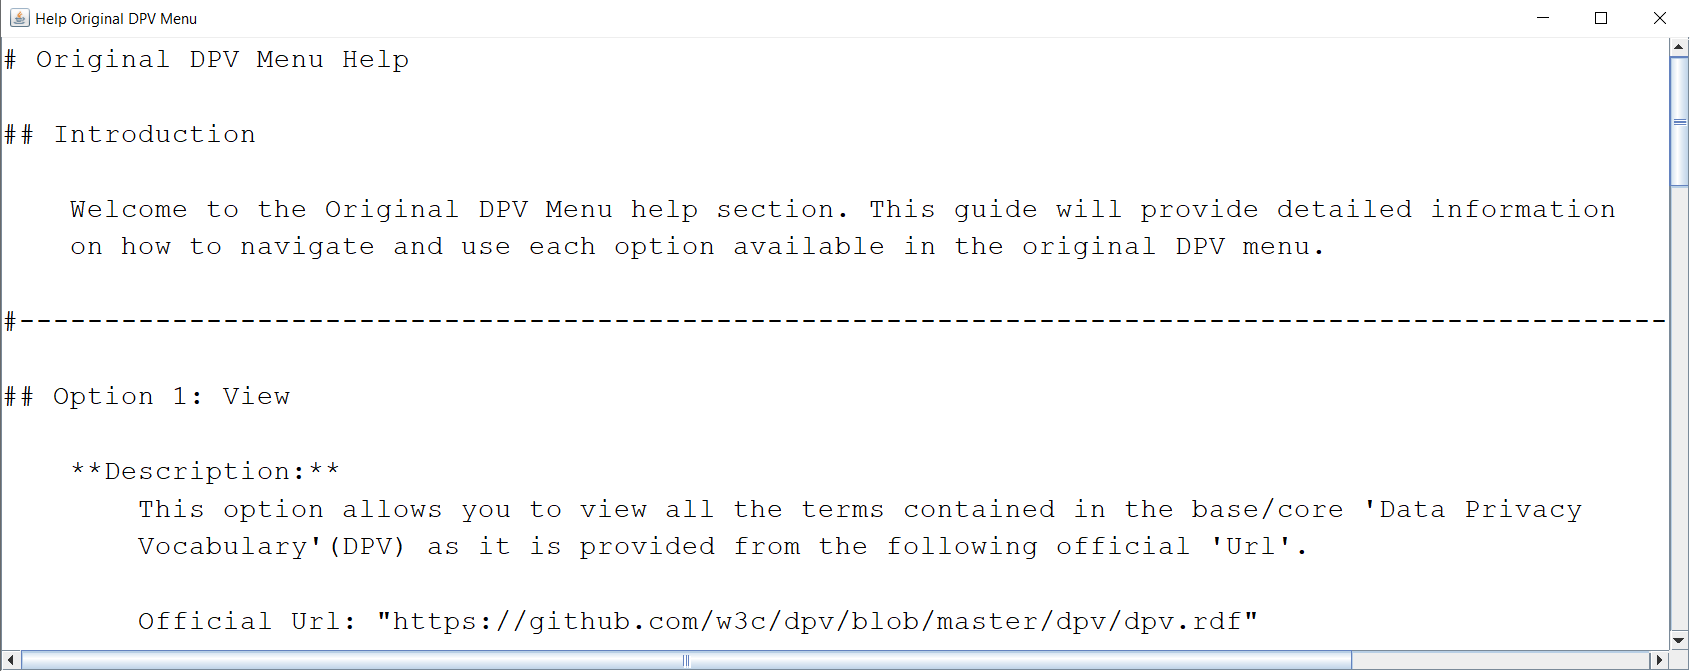 Help Original DPV Menu
# Original DPV Menu Help
## Introduction
Welcome to the Original DPV Menu help section. This guide will provide detailed information
on how to navigate and use each option available in the original DPV menu.
#-------------------------------------------------------------------------------------------------
## Option 1: View
**Description:**
This option allows you to view all the terms contained in the base/core 'Data Privacy
Vocabulary'(DPV) as it is provided from the following official 'Url'.
Official Url: "https://github.com/w3c/dpv/blob/master/dpv/dpv.rdf"